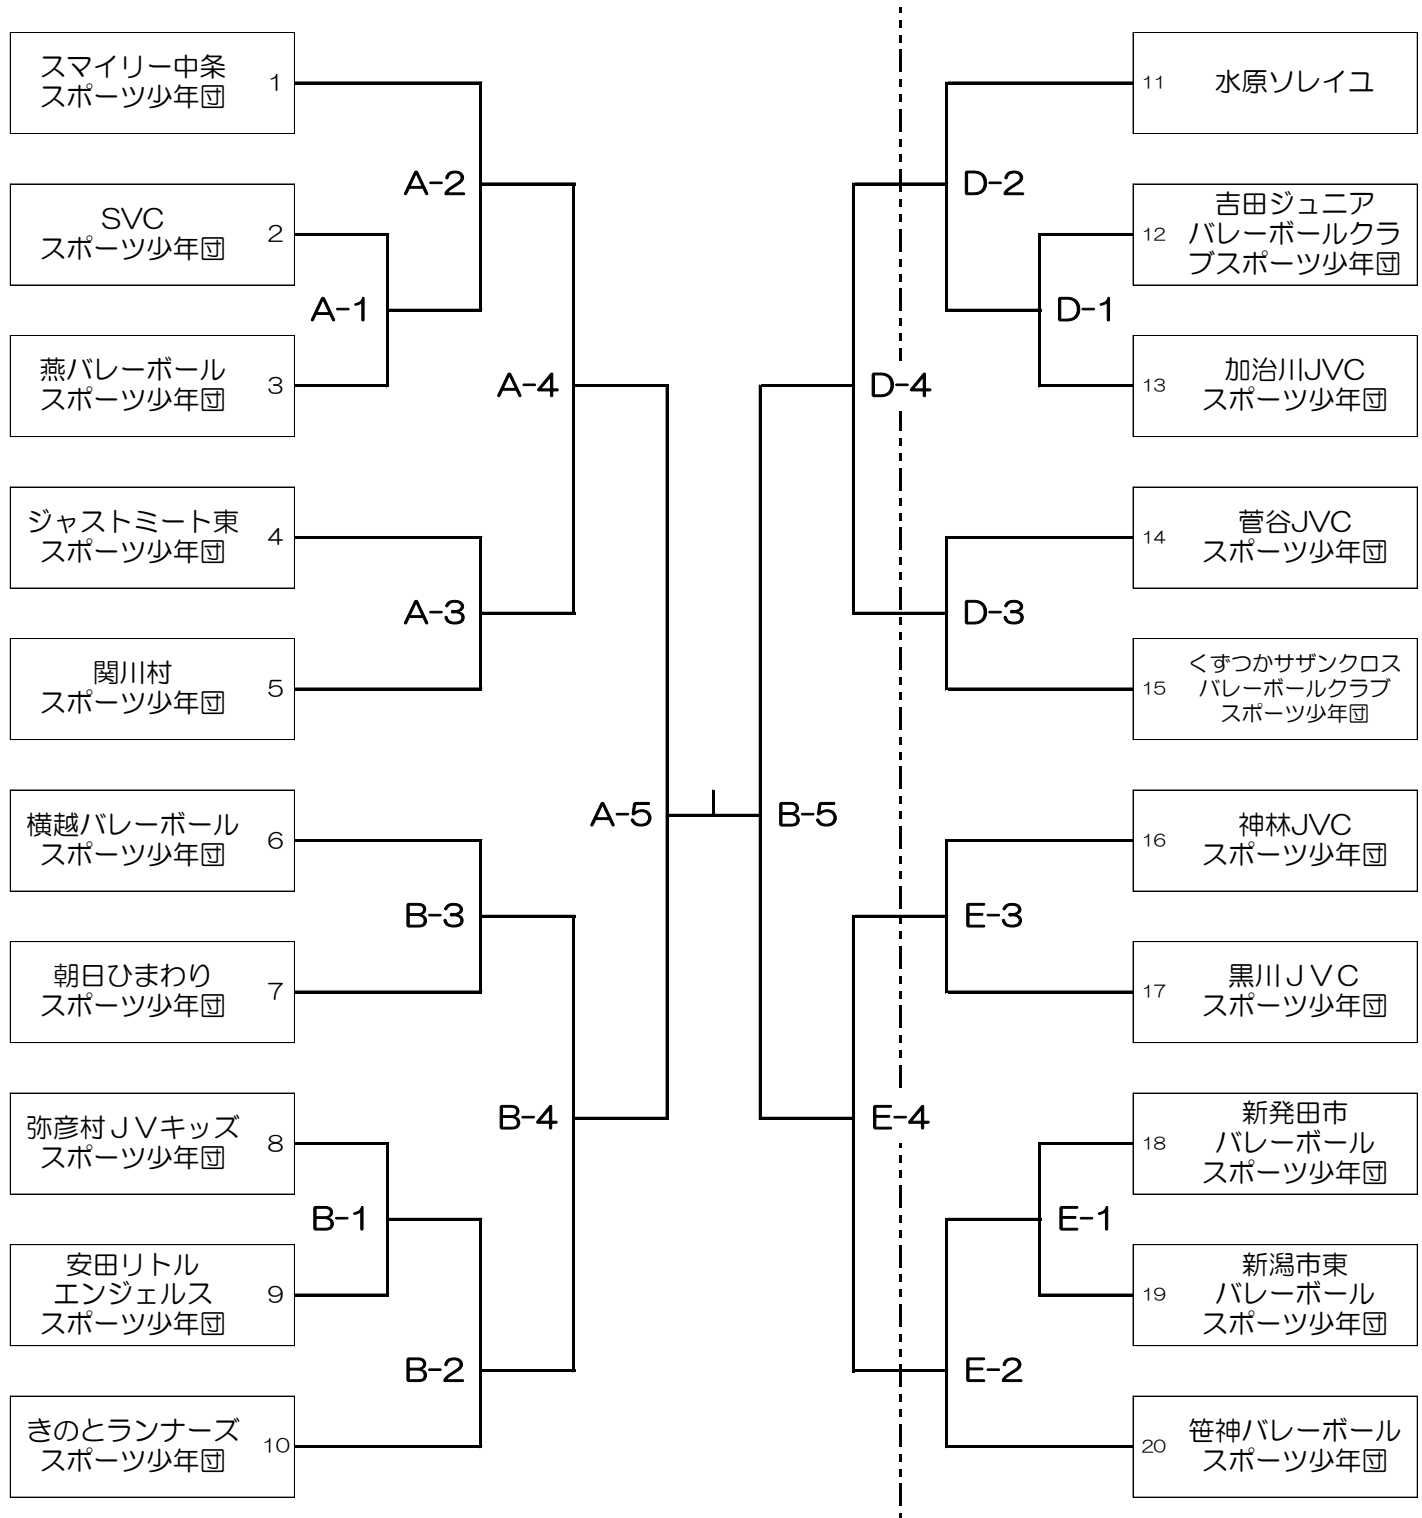 スマイリー中条
スポーツ少年団
1
SVC
スポーツ少年団
2
燕バレーボール
スポーツ少年団
3
ジャストミート東
スポーツ少年団
4
関川村
スポーツ少年団
5
横越バレーボール
スポーツ少年団
6
朝日ひまわり
スポーツ少年団
7
弥彦村JVキッズ
スポーツ少年団
8
安田リトル
エンジェルス
スポーツ少年団
9
きのとランナーズ
スポーツ少年団
10
A-1
A-2
A-3
A-4
A-5
B-3
B-4
B-1
B-2
B-5
D-4
E-4
D-2
D-1
D-3
E-3
E-1
E-2
11
水原ソレイユ
12
吉田ジュニア
バレーボールクラ
ブスポーツ少年団
13
加治川JVC
スポーツ少年団
14
菅谷JVC
スポーツ少年団
15
くずつかサザンクロス
バレーボールクラブ
スポーツ少年団
16
神林JVC
スポーツ少年団
17
黒川JVC
スポーツ少年団
18
新発田市
バレーボール
スポーツ少年団
19
新潟市東
バレーボール
スポーツ少年団
20
笹神バレーボール
スポーツ少年団